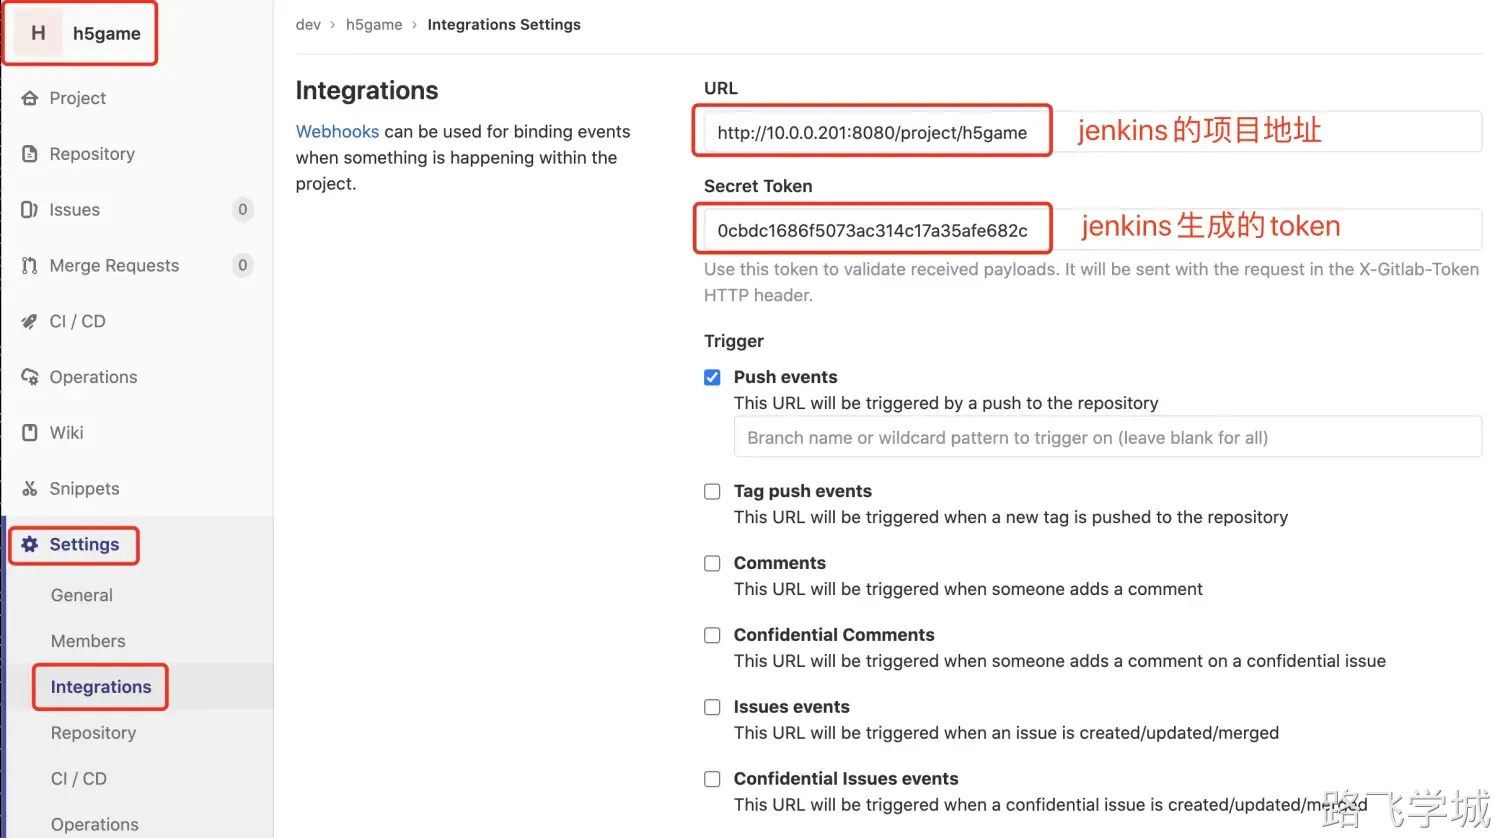 H h5game
Project
Repository
Issues 0
Merge Requests 0
CI / CD
Operations
Wiki
Snippets
Settings
General
Members
Integrations
Repository
CI / CD
Operations
dev › h5game › Integrations Settings
Integrations
Webhooks can be used for binding events
when something is happening within the
project.
URL
http://10.0.0.201:8080/project/h5game jenkins的项目地址
Secret Token
0cbdc1686f5073ac314c17a35afe682c jenkins生成的token
Use this token to validate received payloads. It will be sent with the request in the X-Gitlab-Token
HTTP header.
Trigger
Push events
This URL will be triggered by a push to the repository
Branch name or wildcard pattern to trigger on (leave blank for all)
Tag push events
This URL will be triggered when a new tag is pushed to the repository
Comments
This URL will be triggered when someone adds a comment
Confidential Comments
This URL will be triggered when someone adds a comment on a confidential issue
Issues events
This URL will be triggered when an issue is created/updated/merged
Confidential Issues events
This URL will be triggered when a confidential issue is created/updated/merged
路飞学城